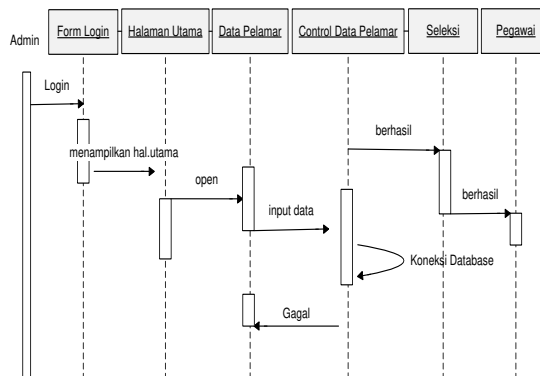 Admin
Form Login
Halaman Utama
Data Pelamar
Control Data Pelamar
Seleksi
Pegawai
Login
menampilkan hal.utama
open
input data
berhasil
berhasil
Koneksi Database
Gagal